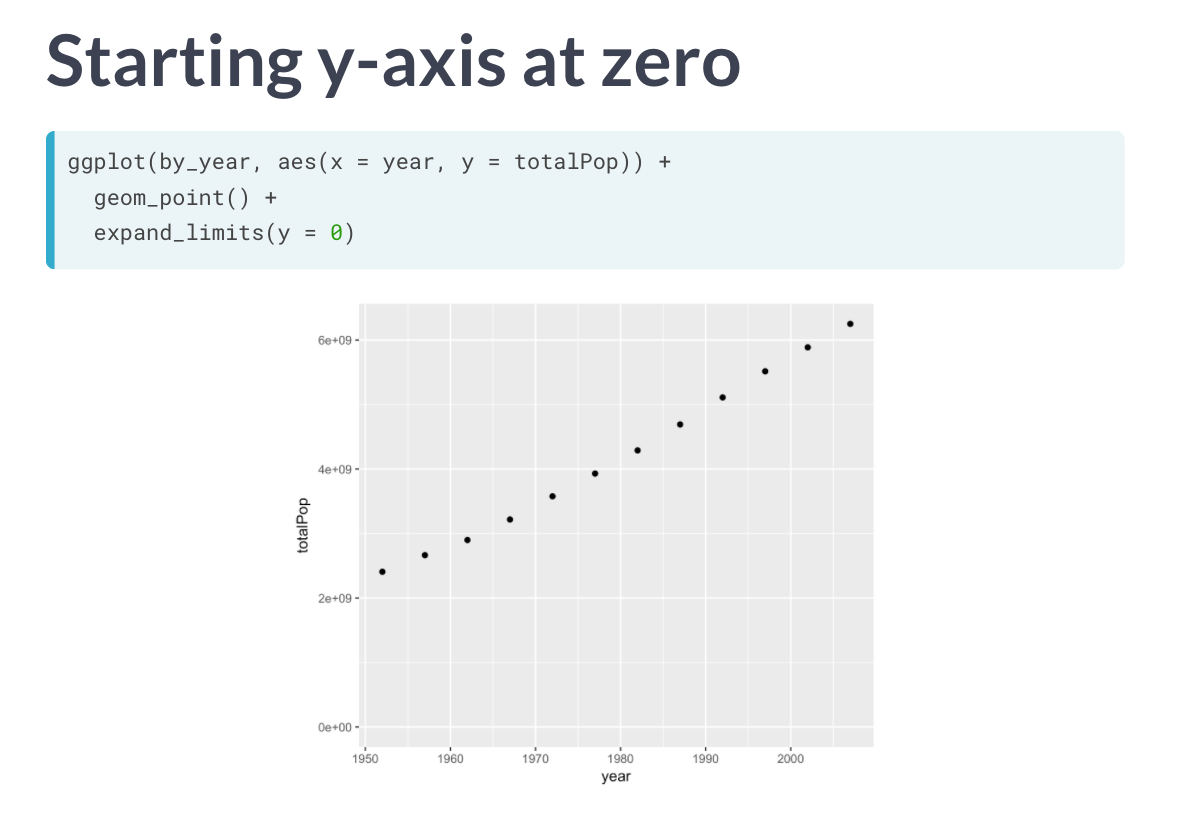 Starting y-axis at zero
ggplot(by_year, aes(x = year, y = totalPop)) +
  geom_point() +
  expand_limits(y = 0)
6e+09
4e+09
totalPop
2e+09
0e+00
1950 1960 1970 1980 1990 2000
year